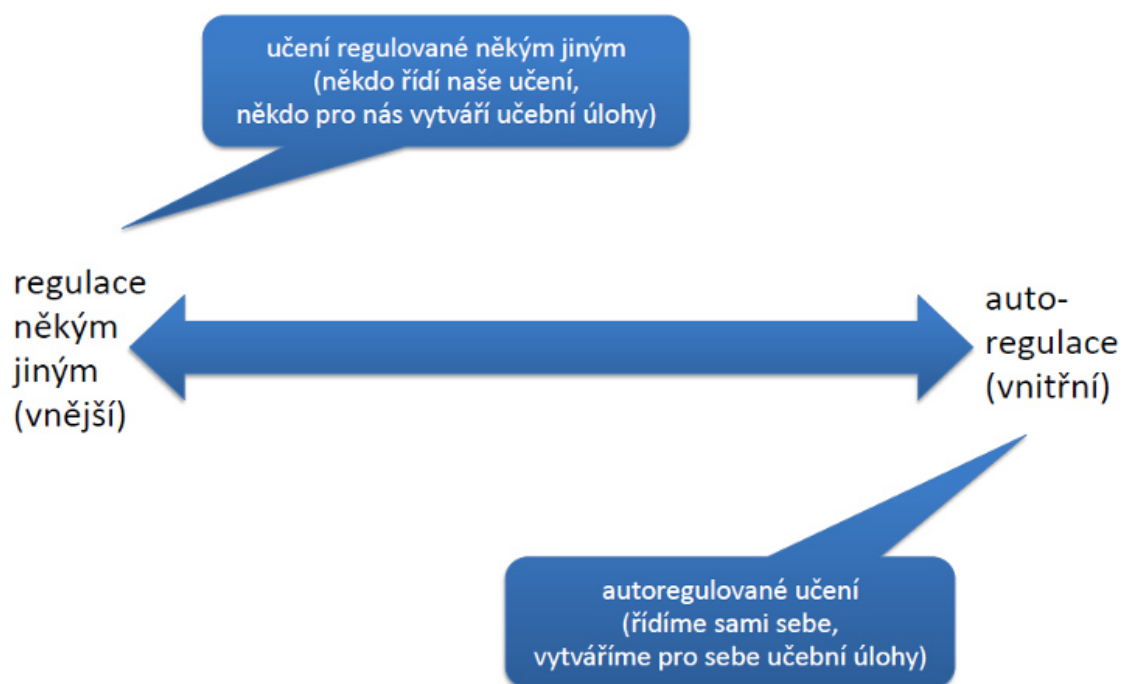 učení regulované někým jiným
(někdo řídí naše učení,
někdo pro nás vytváří učební úlohy)
regulace
někým
jiným
(vnější)
auto-
regulace
(vnitřní)
autoregulované učení
(řídíme sami sebe,
vytváříme pro sebe učební úlohy)